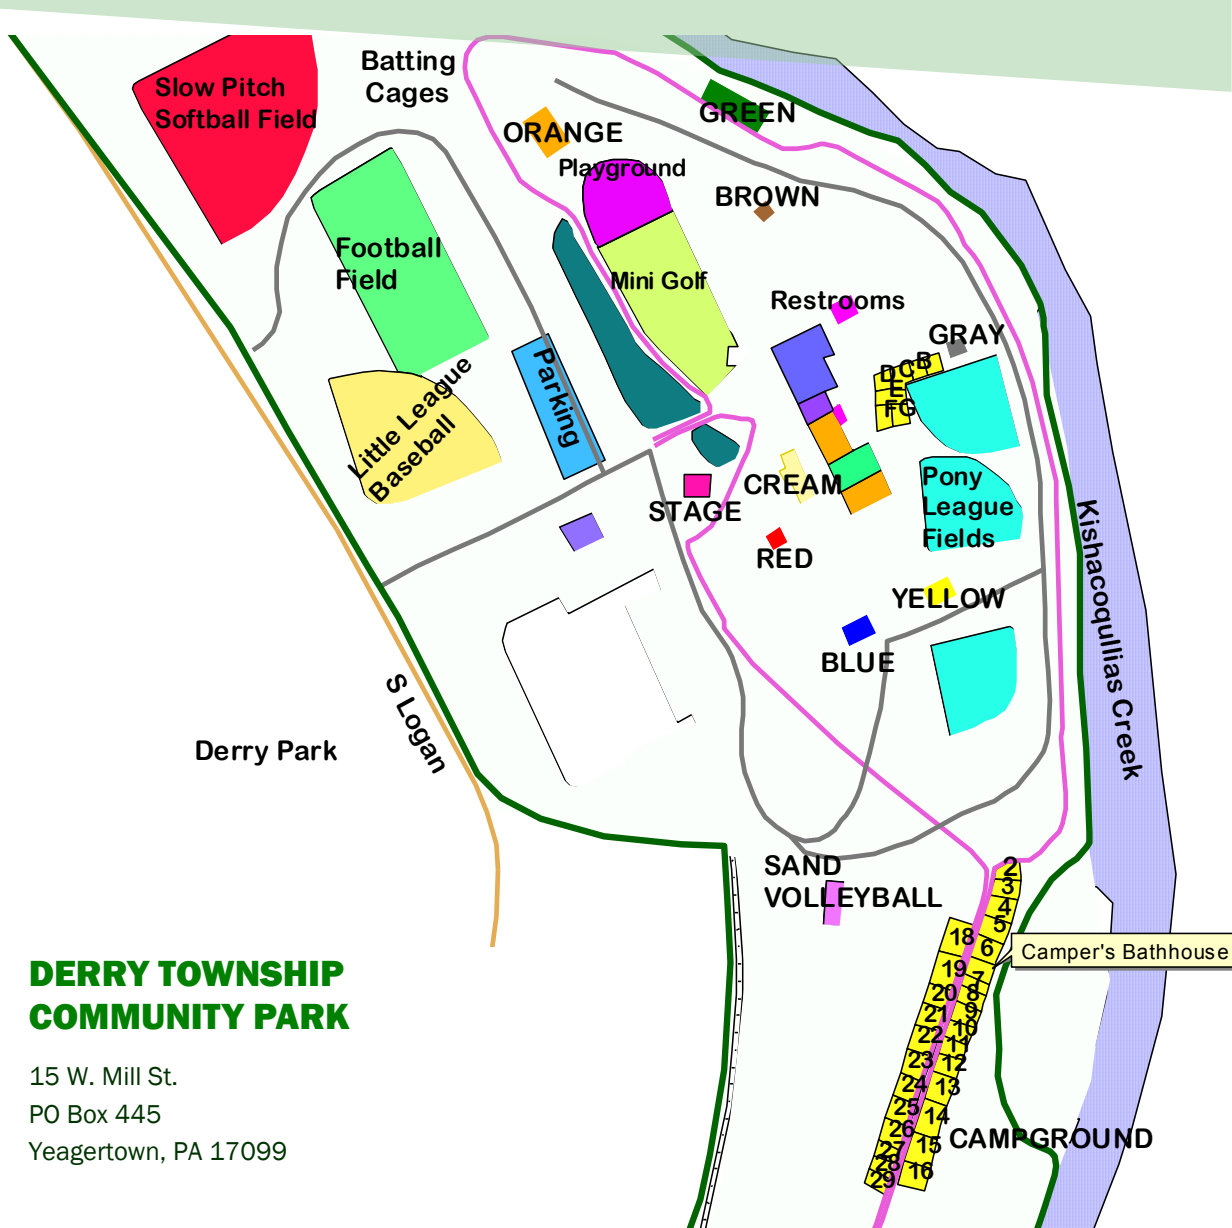 Slow Pitch
Softball Field
Batting
Cages
ORANGE
GREEN
Playground
BROWN
Football
Field
Mini Golf
Restrooms
GRAY
B
C
D
E
F
G
Parking
Little League
Baseball
CREAM
STAGE
RED
Pony
League
Fields
YELLOW
BLUE
Kishacoqullias Creek
S Logan
Derry Park
SAND
VOLLEYBALL
2
3
4
5
6
7
8
9
10
11
12
13
14
15
16
18
19
20
21
22
23
24
25
26
27
28
29
Camper's Bathhouse
CAMPGROUND
DERRY TOWNSHIP
COMMUNITY PARK
15 W. Mill St.
PO Box 445
Yeagertown, PA 17099